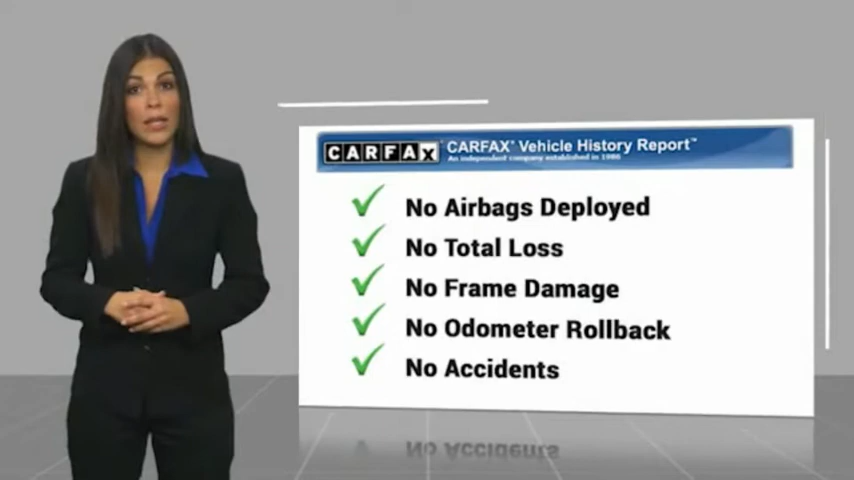 CARFAX CARFAX® Vehicle History Report™
An independent company established in 1986
No Airbags Deployed
No Total Loss
No Frame Damage
No Odometer Rollback
No Accidents